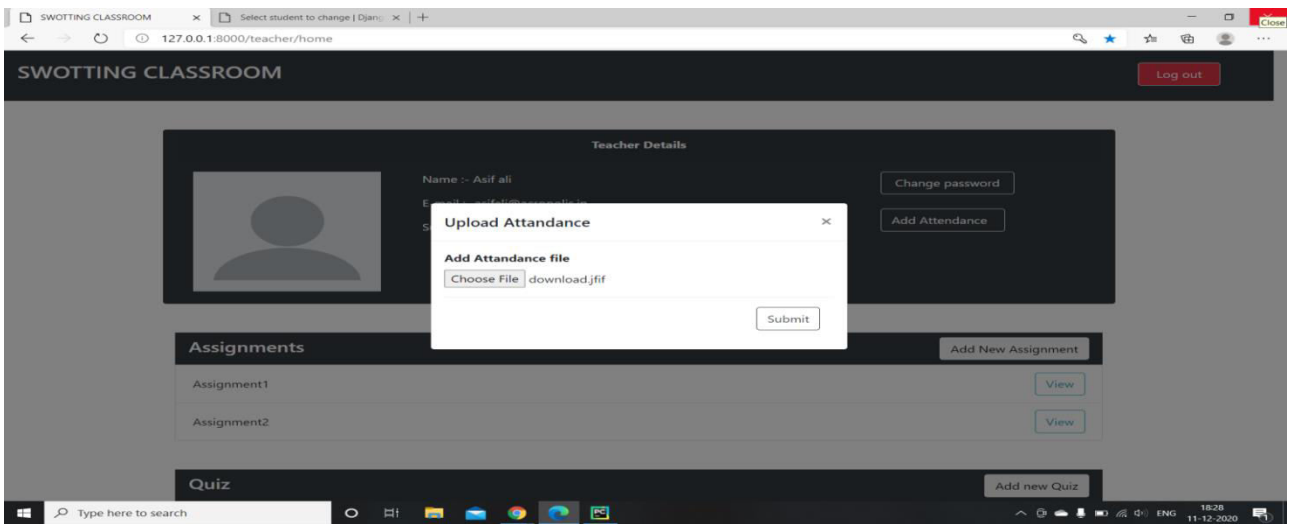 SWOTTING CLASSROOM
Select student to change | Djang
Close
127.0.0.1:8000/teacher/home
SWOTTING CLASSROOM
Log out
Teacher Details
Name :- Asif ali
Change password
Add Attendance
Upload Attandance
×
Add Attandance file
Choose File download.jfif
Submit
Assignments
Add New Assignment
Assignment1
View
Assignment2
View
Quiz
Add new Quiz
Type here to search
ENG
18:28
11-12-2020